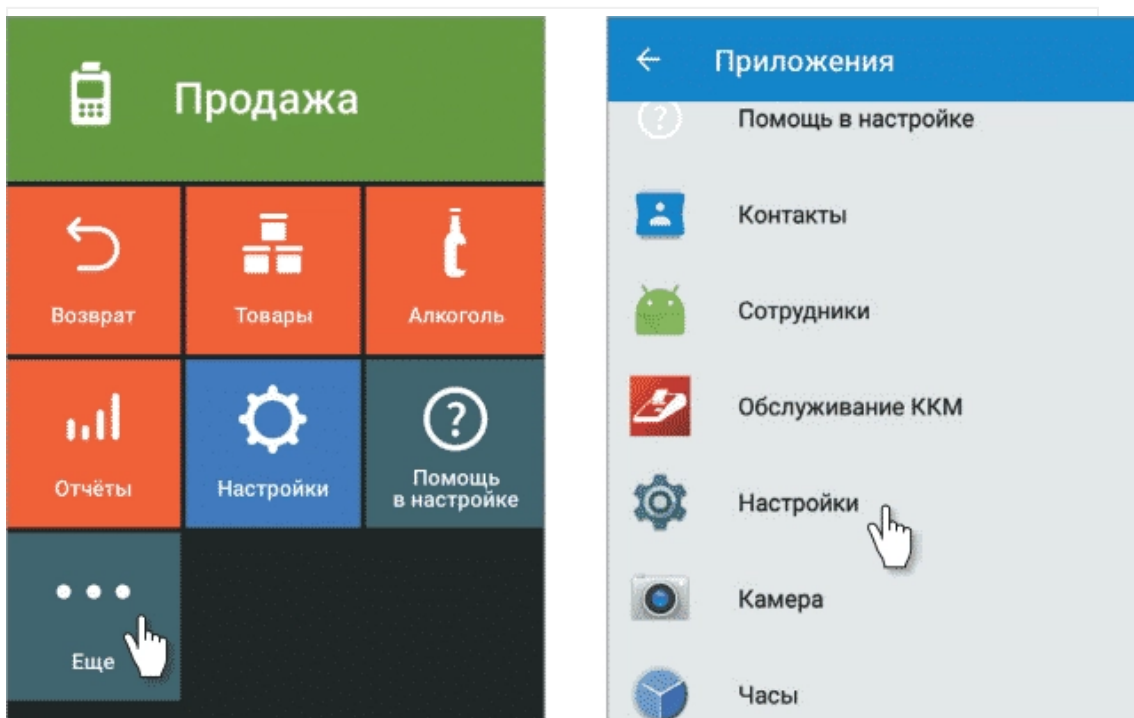 Продажа
Возврат
Товары
Алкоголь
Отчёты
Настройки
Помощь
в настройке
Еще
Приложения
Помощь в настройке
Контакты
Сотрудники
Обслуживание ККМ
Настройки
Камера
Часы